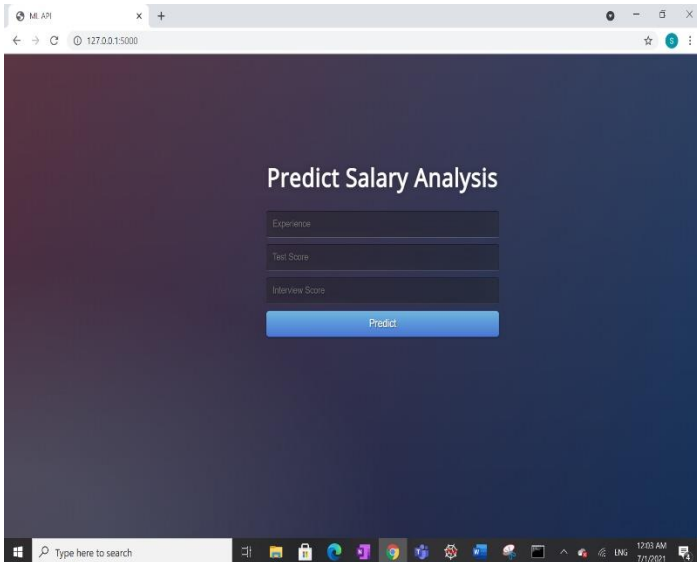 ML API
127.0.0.1:5000
S
Predict Salary Analysis
Experience
Test Score
Interview Score
Predict
Type here to search
ENG
12:03 AM
7/1/2021